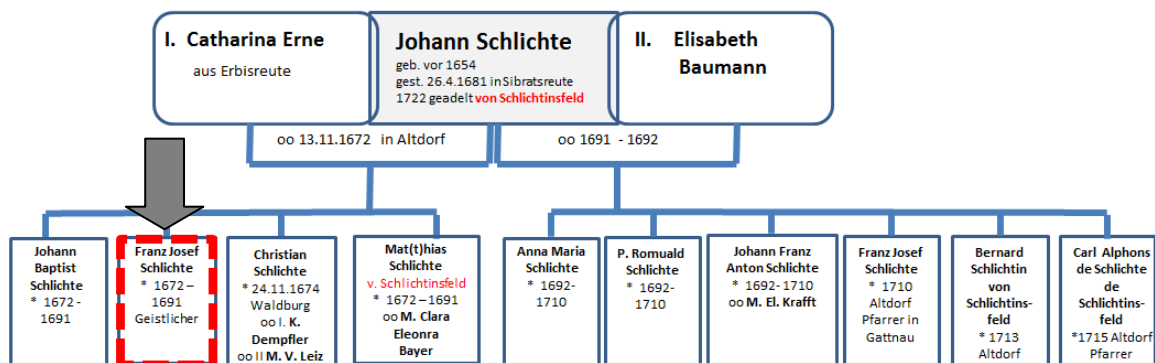 I. Catharina Erne
aus Erbisreute
Johann Schlichte
geb. vor 1654
gest. 26.4.1681 in Sibratsreute
1722 geadelt von Schlichtinsfeld
II. Elisabeth
Baumann
oo 13.11.1672 in Altdorf
oo 1691 - 1692
Johann
Baptist
Schlichte
* 1672 -
1691
Franz Josef
Schlichte
* 1672 –
1691
Geistlicher
Christian
Schlichte
* 24.11.1674
Waldburg
oo I. K.
Dempfler
oo II M. V. Leiz
Mat(t)hias
Schlichte
v. Schlichtinsfeld
* 1672 – 1691
oo M. Clara
Eleonra
Bayer
Anna Maria
Schlichte
* 1692-
1710
P. Romuald
Schlichte
* 1692-
1710
Johann Franz
Anton Schlichte
* 1692- 1710
oo M. El. Krafft
Franz Josef
Schlichte
* 1710
Altdorf
Pfarrer in
Gattnau
Bernard
Schlichtin
von
Schlichtins-
feld
* 1713
Altdorf
Carl Alphons
de Schlichte
de
Schlichtins-
feld
*1715 Altdorf
Pfarrer